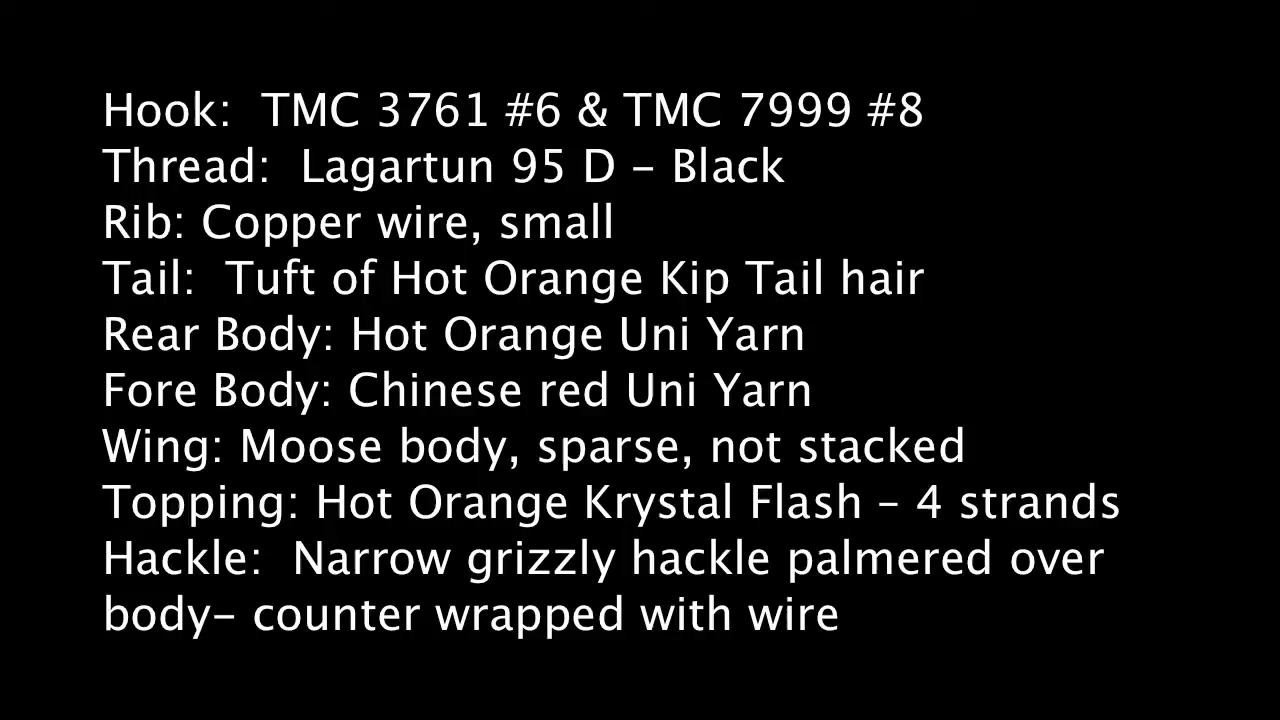 Hook:  TMC 3761 #6 & TMC 7999 #8
Thread:  Lagartun 95 D – Black
Rib: Copper wire, small
Tail:  Tuft of Hot Orange Kip Tail hair
Rear Body: Hot Orange Uni Yarn
Fore Body: Chinese red Uni Yarn
Wing: Moose body, sparse, not stacked
Topping: Hot Orange Krystal Flash – 4 strands
Hackle:  Narrow grizzly hackle palmered over
body– counter wrapped with wire